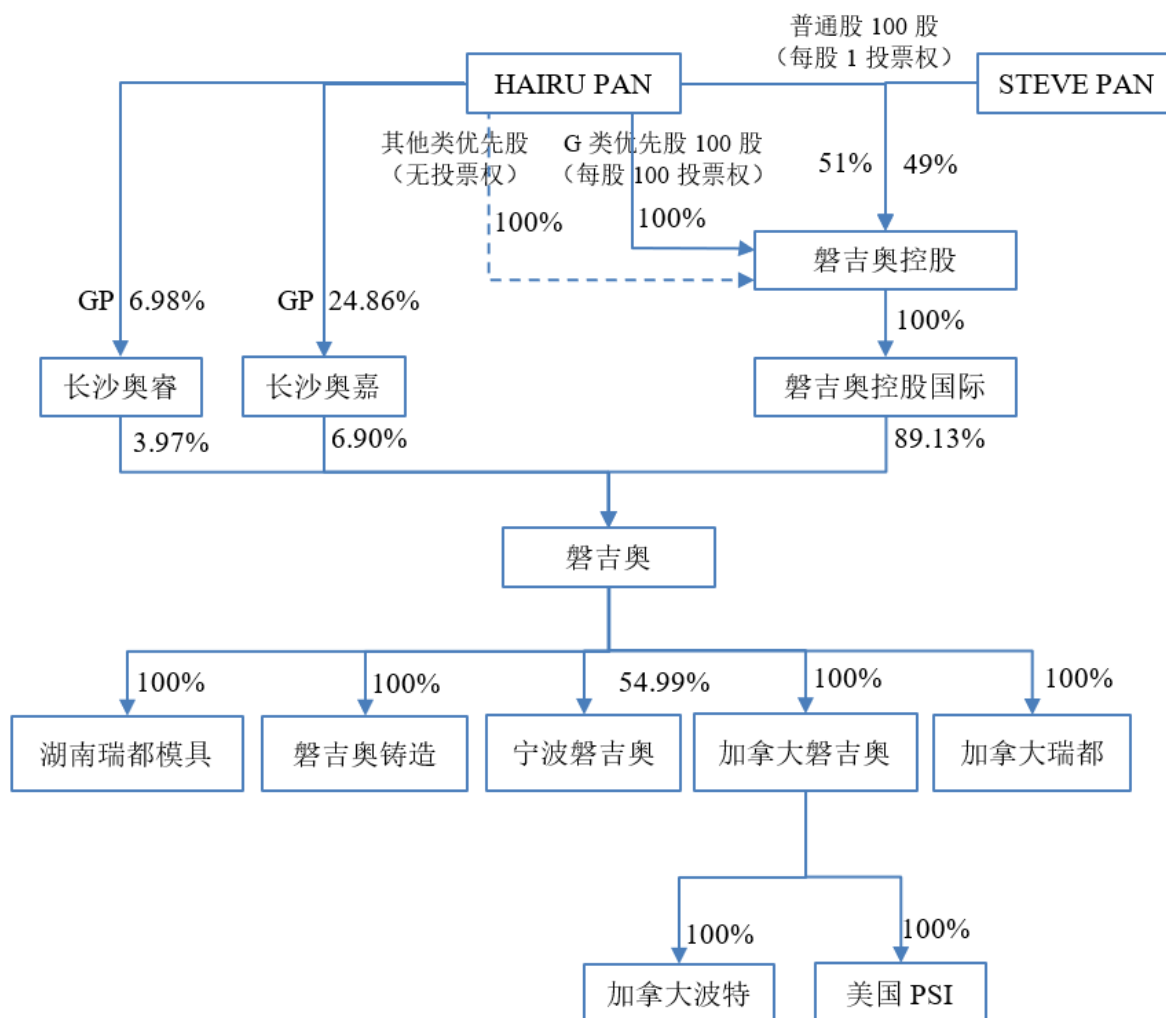 普通股 100 股
（每股 1 投票权）
HAIRU PAN
STEVE PAN
其他类优先股
（无投票权）
G 类优先股 100 股
（每股 100 投票权）
51%
49%
100%
100%
磐吉奥控股
GP
6.98%
GP
24.86%
100%
长沙奥睿
长沙奥嘉
磐吉奥控股国际
3.97%
6.90%
89.13%
磐吉奥
100%
100%
54.99%
100%
100%
湖南瑞都模具
磐吉奥铸造
宁波磐吉奥
加拿大磐吉奥
加拿大瑞都
100%
100%
加拿大波特
美国 PSI